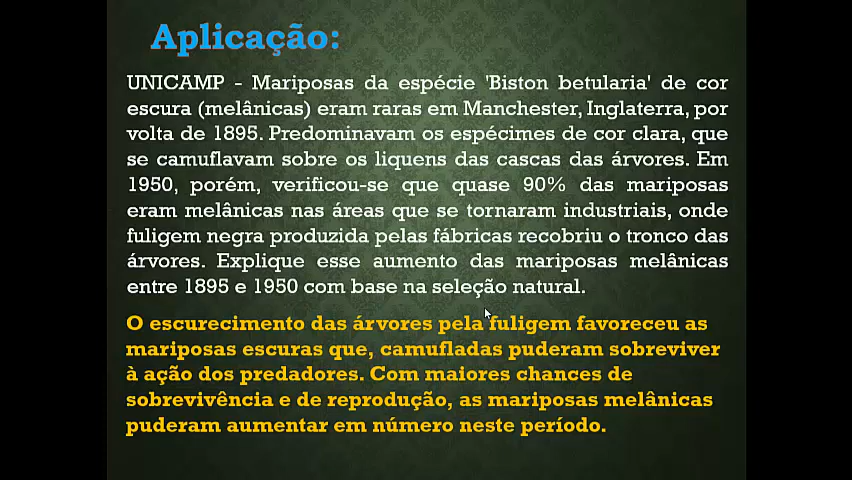 Aplicação:
UNICAMP - Mariposas da espécie 'Biston betularia' de cor
escura (melânicas) eram raras em Manchester, Inglaterra, por
volta de 1895. Predominavam os espécimes de cor clara, que
se camuflavam sobre os liquens das cascas das árvores. Em
1950, porém, verificou-se que quase 90% das mariposas
eram melânicas nas áreas que se tornaram industriais, onde
fuligem negra produzida pelas fábricas recobriu o tronco das
árvores. Explique esse aumento das mariposas melânicas
entre 1895 e 1950 com base na seleção natural.
O escurecimento das árvores pela fuligem favoreceu as
mariposas escuras que, camufladas puderam sobreviver
à ação dos predadores. Com maiores chances de
sobrevivência e de reprodução, as mariposas melânicas
puderam aumentar em número neste período.